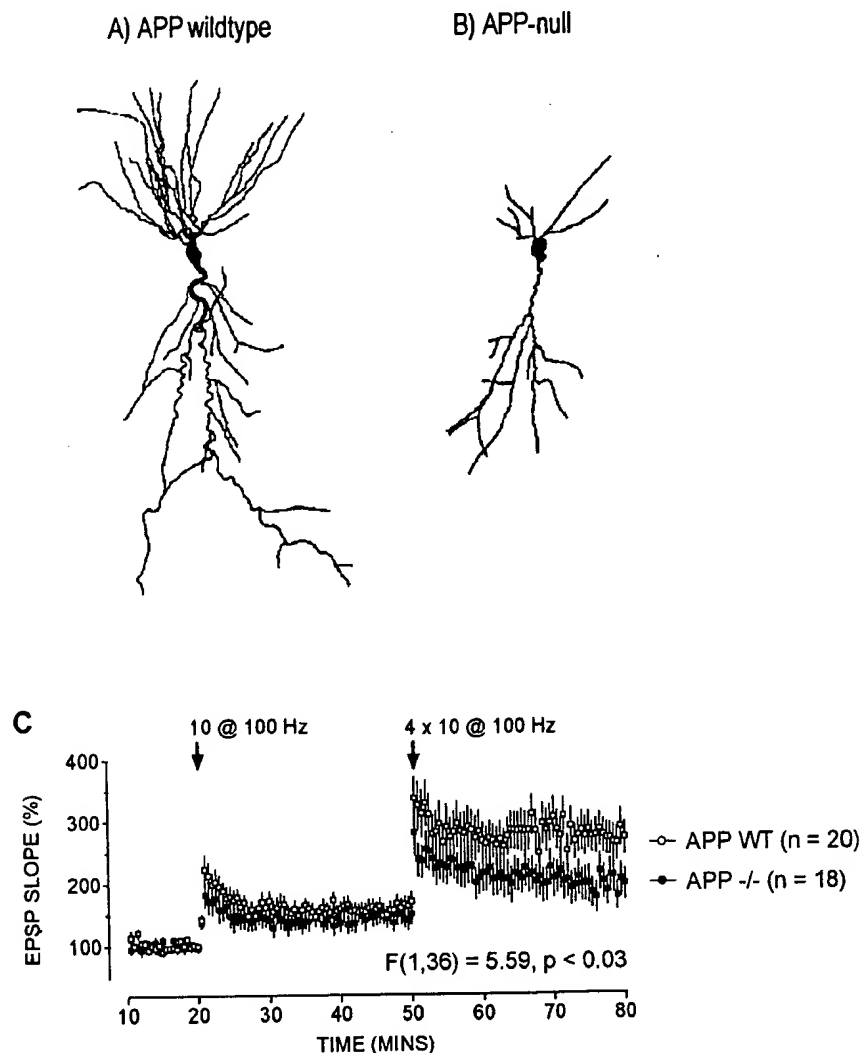 A) APP wildtype
B) APP-null
C
10 @ 100 Hz
4 x 10 @ 100 Hz
400
300
200
100
EPSP SLOPE (%)
APP WT (n = 20)
APP -/- (n = 18)
F(1,36) = 5.59, p < 0.03
10 20 30 40 50 60 70 80
TIME (MINS)